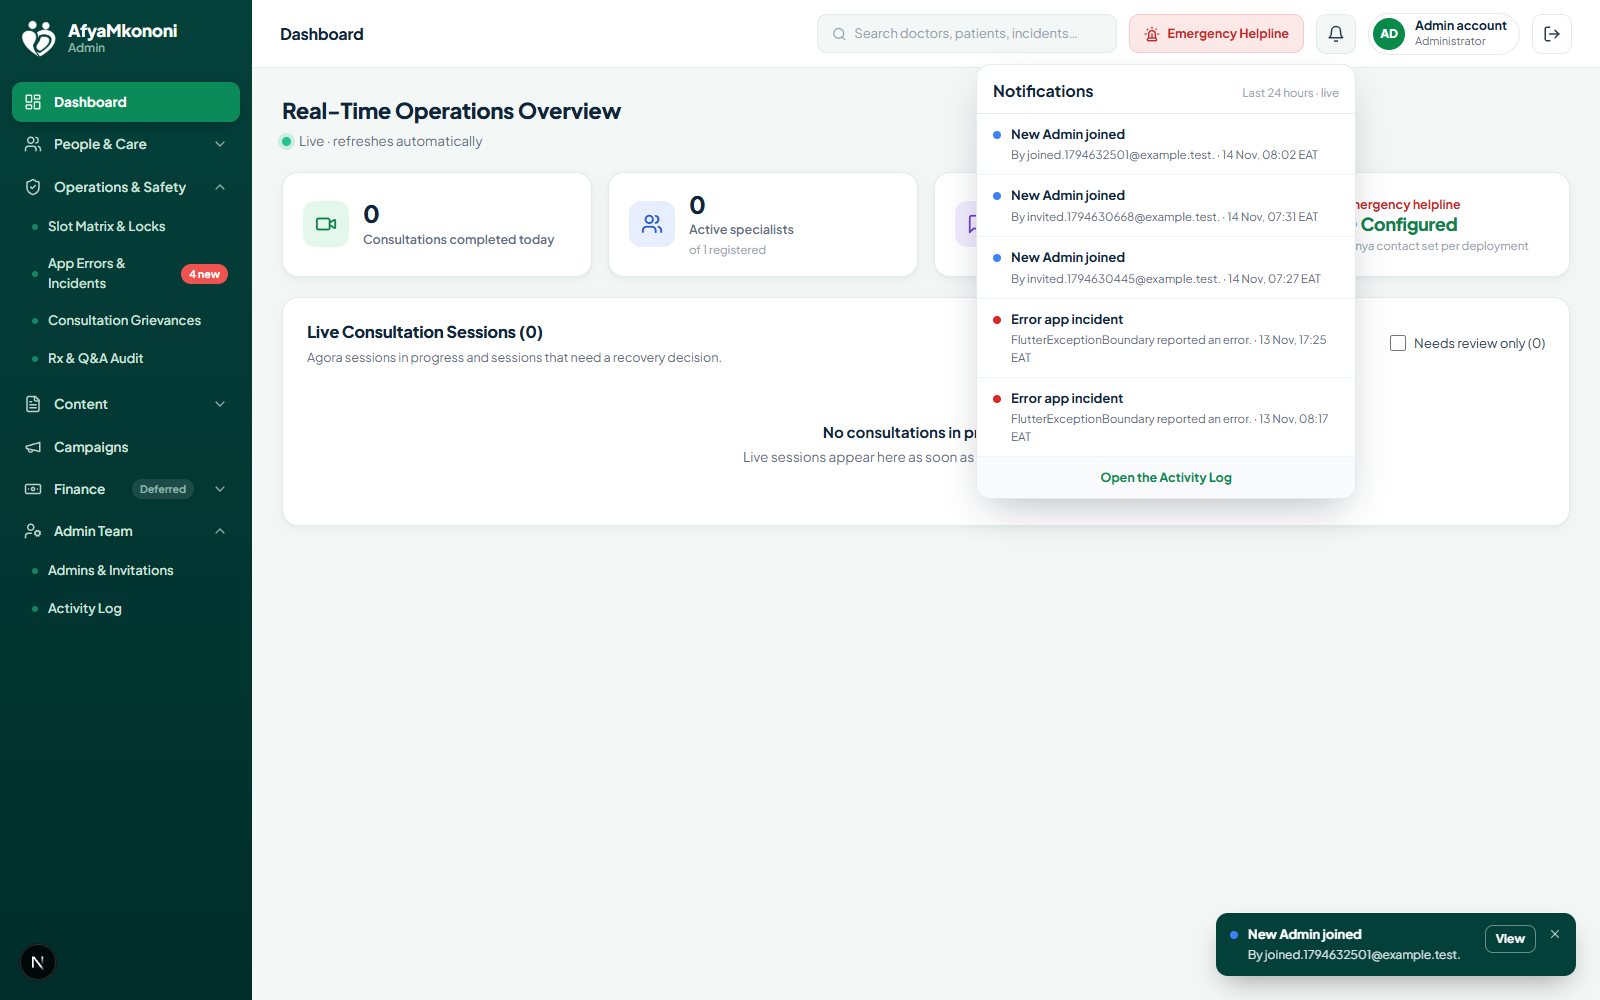 AfyaMkononi
Admin
Dashboard
People & Care
Operations & Safety
Slot Matrix & Locks
App Errors &
Incidents
4 new
Consultation Grievances
Rx & Q&A Audit
Content
Campaigns
Finance
Deferred
Admin Team
Admins & Invitations
Activity Log
N
Dashboard
Search doctors, patients, incidents...
Emergency Helpline
AD
Admin account
Administrator
Real-Time Operations Overview
Live · refreshes automatically
0
Consultations completed today
0
Active specialists
of 1 registered
ergency helpline
Configured
nya contact set per deployment
Live Consultation Sessions (0)
Agora sessions in progress and sessions that need a recovery decision.
Needs review only (0)
No consultations in pr
Live sessions appear here as soon as
Notifications
Last 24 hours · live
New Admin joined
By joined.1794632501@example.test. · 14 Nov, 08:02 EAT
New Admin joined
By invited.1794630668@example.test. · 14 Nov, 07:31 EAT
New Admin joined
By invited.1794630445@example.test. · 14 Nov, 07:27 EAT
Error app incident
FlutterExceptionBoundary reported an error. · 13 Nov, 17:25
EAT
Error app incident
FlutterExceptionBoundary reported an error. · 13 Nov, 08:17
EAT
Open the Activity Log
New Admin joined
By joined.1794632501@example.test.
View